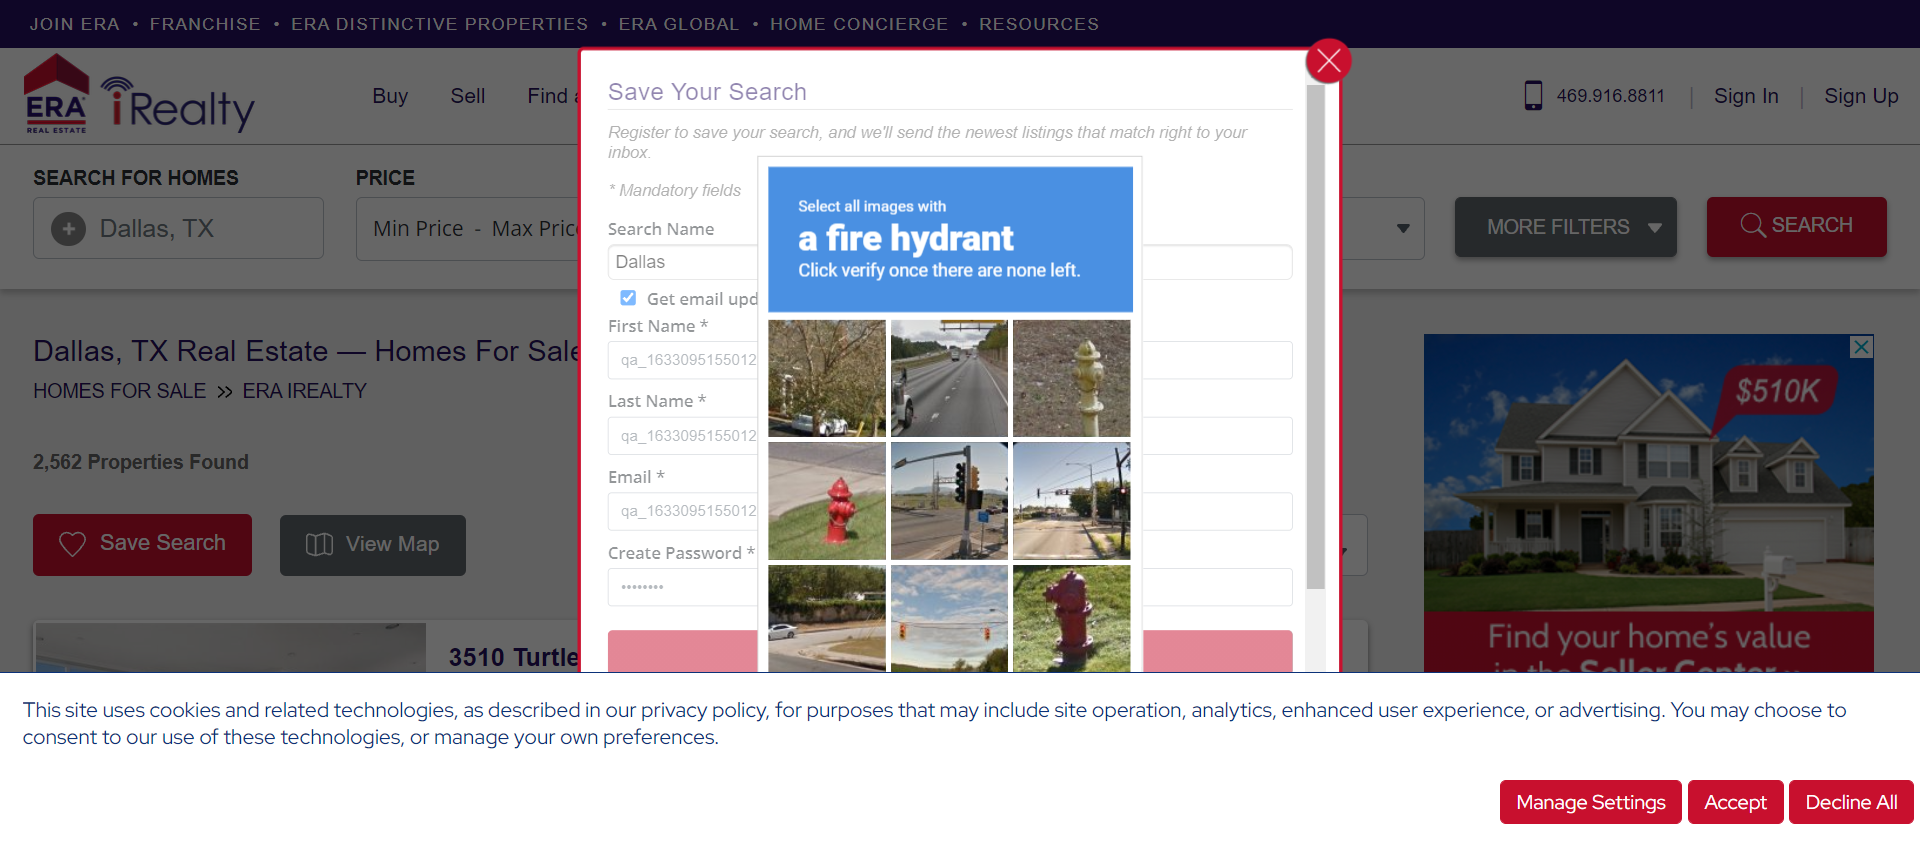 JOIN ERA • FRANCHISE • ERA DISTINCTIVE PROPERTIES • ERA GLOBAL • HOME CONCIERGE • RESOURCES
ERA
REAL ESTATE
iRealty
Buy
Sell
Find
469.916.8811
Sign In
Sign Up
SEARCH FOR HOMES
Dallas, TX
PRICE
Min Price - Max Price
MORE FILTERS
SEARCH
Save Your Search
Register to save your search, and we'll send the newest listings that match right to your
inbox.
* Mandatory fields
Search Name
Dallas
Get email upd
First Name *
qa_1633095155012
Last Name *
qa_1633095155012
Email *
qa_1633095155012
Create Password *
••••••••
Select all images with
a fire hydrant
Click verify once there are none left.
Dallas, TX Real Estate — Homes For Sale
HOMES FOR SALE » ERA IREALTY
2,562 Properties Found
Save Search
View Map
3510 Turtle
$510K
Find your home's value
in the Seller Center
This site uses cookies and related technologies, as described in our privacy policy, for purposes that may include site operation, analytics, enhanced user experience, or advertising. You may choose to
consent to our use of these technologies, or manage your own preferences.
Manage Settings
Accept
Decline All